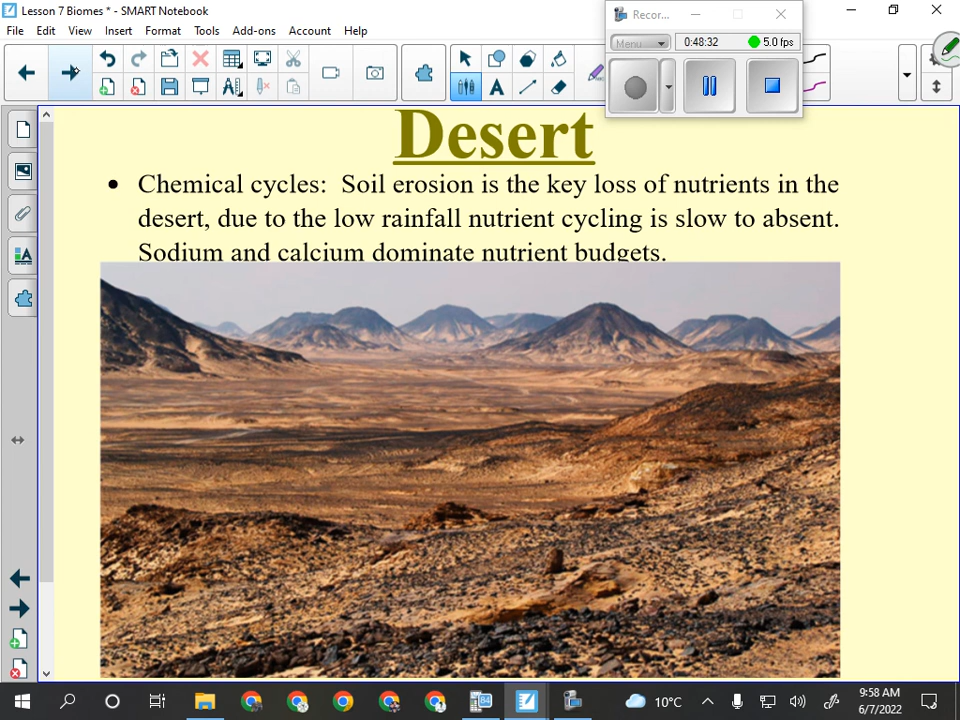 Lesson 7 Biomes * - SMART Notebook
File Edit View Insert Format Tools Add-ons Account Help
Recor...
Menu 0:48:32 5.0 fps
Desert
• Chemical cycles: Soil erosion is the key loss of nutrients in the
desert, due to the low rainfall nutrient cycling is slow to absent.
Sodium and calcium dominate nutrient budgets.
10°C
9:58 AM
6/7/2022